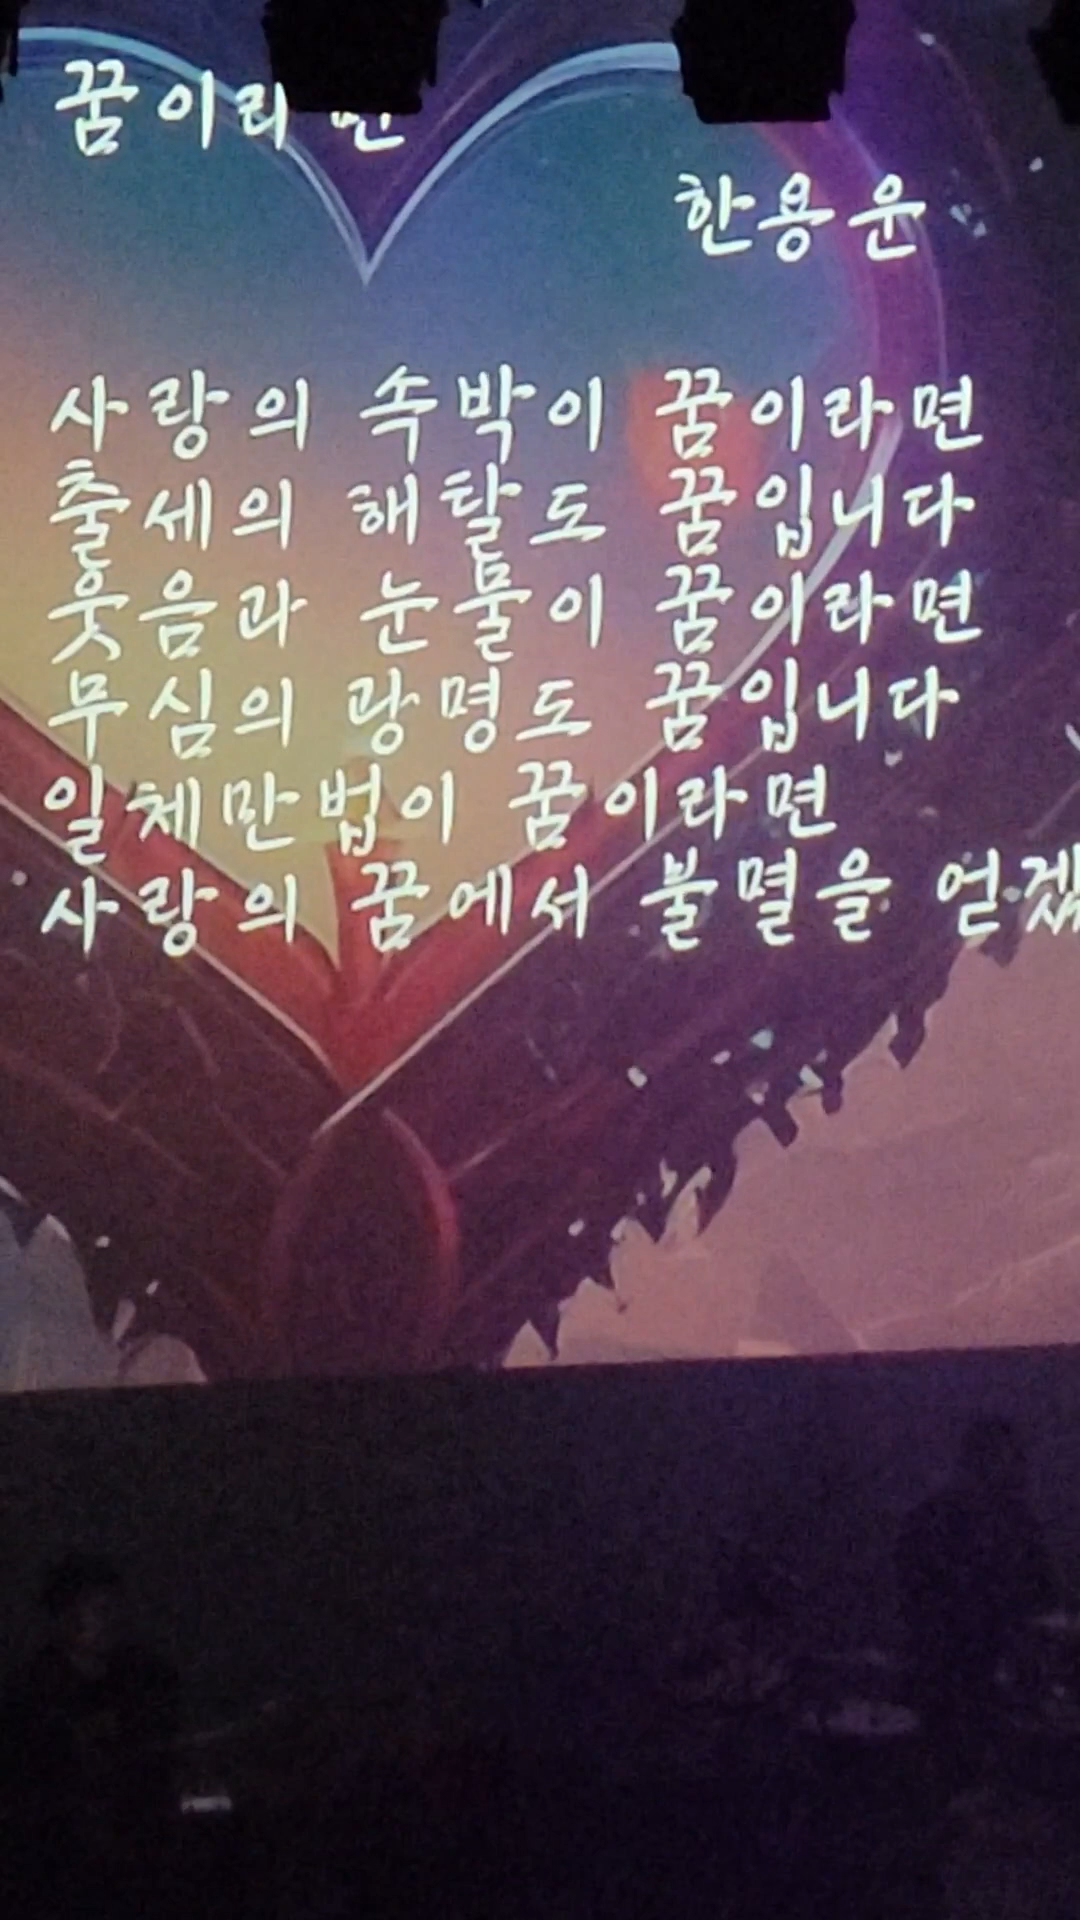 꿈이라면
한용운
사랑의 속박이 꿈이라면
출세의 해탈도 꿈입니다
웃음과 눈물이 꿈이라면
무심의 광명도 꿈입니다
일체만법이 꿈이라면
사랑의 꿈에서 불멸을 얻겠